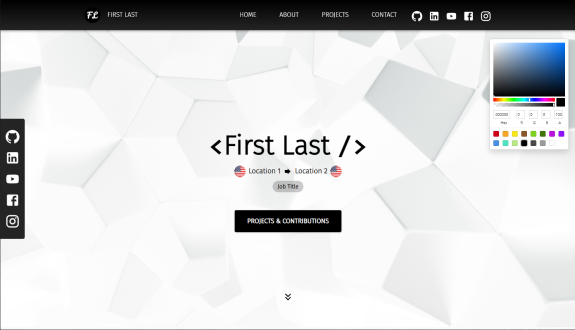 FL FIRST LAST HOME ABOUT PROJECTS CONTACT
<First Last />
Location 1 Location 2
Job Title
PROJECTS & CONTRIBUTIONS
000000 0 0 0 100
Hex R G B A